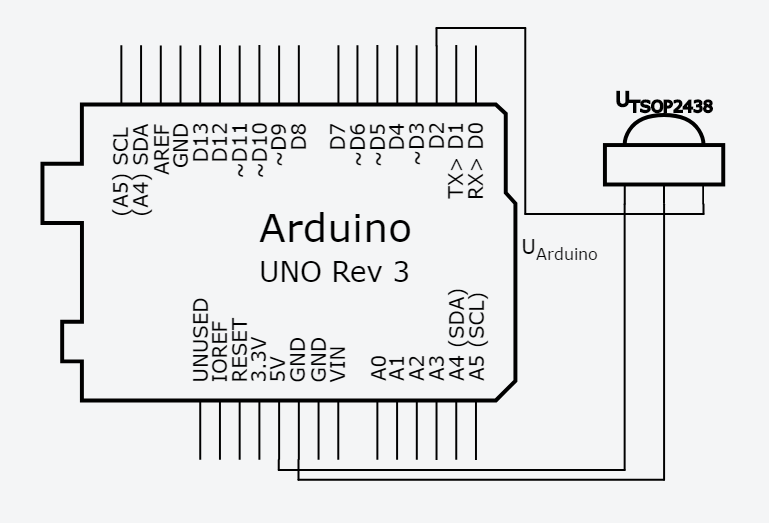 U TSOP2438
(A5) SCL
(A4) SDA
AREF
GND
D13
D12
~D11
~D10
~D9
D8
D7
~D6
~D5
D4
~D3
D2
TX> D1
RX> D0
Arduino
UNO Rev 3
U Arduino
UNUSED
IOREF
RESET
3.3V
5V
GND
GND
VIN
A0
A1
A2
A3
A4 (SDA)
A5 (SCL)